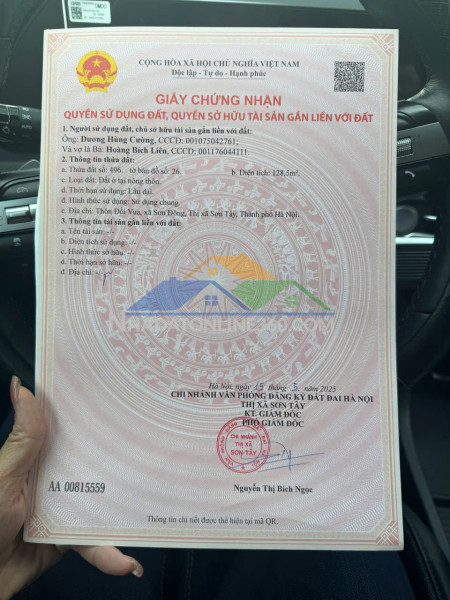 CỘNG HÒA XÃ HỘI CHỦ NGHĨA VIỆT NAM
Độc lập - Tự do - Hạnh phúc
GIẤY CHỨNG NHẬN
QUYỀN SỬ DỤNG ĐẤT, QUYỀN SỞ HỮU TÀI SẢN GẮN LIỀN VỚI ĐẤT
1. Người sử dụng đất, chủ sở hữu tài sản gắn liền với đất:
Ông: Dương Hùng Cường, CCCD: 001075042761;
Và vợ là Bà: Hoàng Bích Liên, CCCD: 001176044111.
2. Thông tin thửa đất:
a. Thửa đất số: 496. tờ bản đồ số: 26. b. Diện tích: 128.5m².
c. Loại đất: Đất ở tại nông thôn.
d. Thời hạn sử dụng: Lâu dài.
đ. Hình thức sử dụng: Sử dụng chung.
e. Địa chỉ: Thôn Đồi Vua, xã Sơn Đông, Thị xã Sơn Tây, Thành phố Hà Nội.
3. Thông tin tài sản gắn liền với đất:
a. Tên tài sản: -/-
b. Diện tích sử dụng: -/-
c. Hình thức sở hữu: -/-
d. Thời hạn sở hữu: -/-
đ. Địa chỉ: -/-
NHADATONLINE360.COM
Hà Nội, ngày 15 tháng 5 năm 2025
CHI NHÁNH VĂN PHÒNG ĐĂNG KÝ ĐẤT ĐAI HÀ NỘI
THỊ XÃ SƠN TÂY
KT. GIÁM ĐỐC
PHÓ GIÁM ĐỐC
CHI NHÁNH
THỊ XÃ
SƠN TÂY
AA 00815559
Nguyễn Thị Bích Ngọc
Thông tin chi tiết được thể hiện tại mã QR.